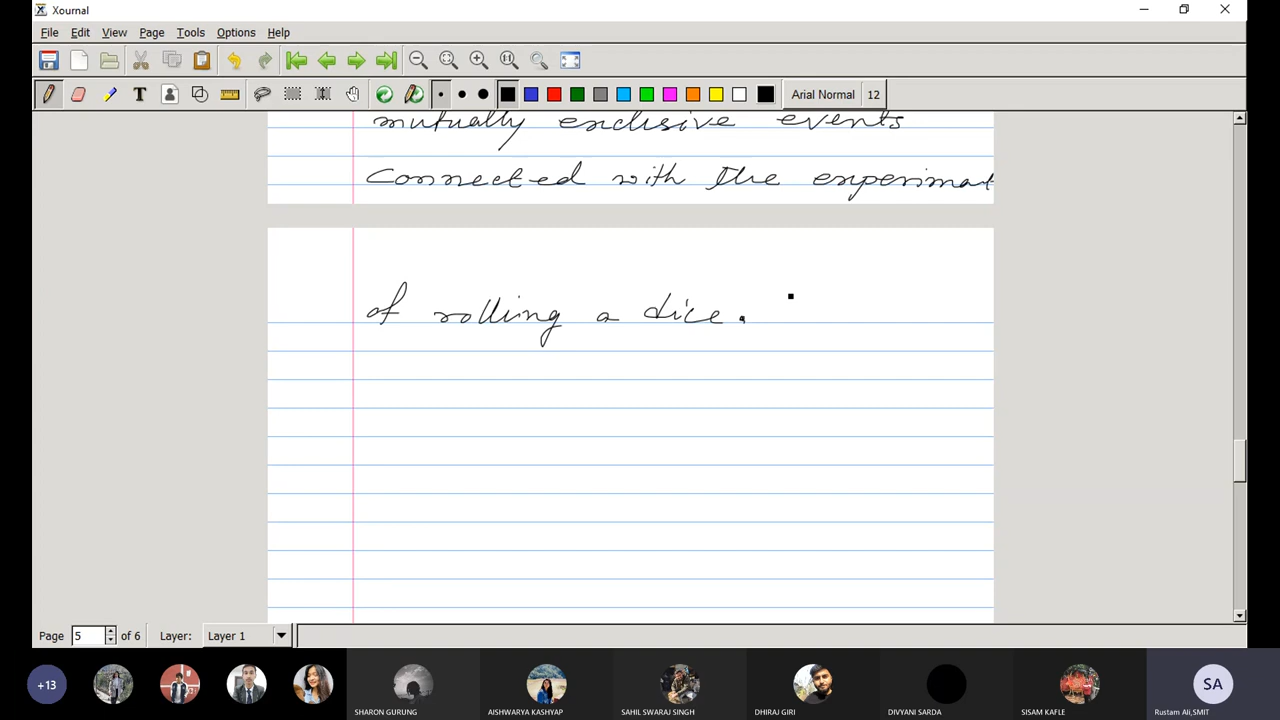 Xournal
File Edit View Page Tools Options Help
Arial Normal 12
mutually exclusive events
connected with the experimat
of rolling a dice.
Page 5 of 6 Layer: Layer 1
+13
SA
SHARON GURUNG AISHWARYA KASHYAP SAHIL SWARAJ SINGH DHIRAJ GIRI DIVYANI SARDA SISAM KAFLE Rustam Ali,SMIT